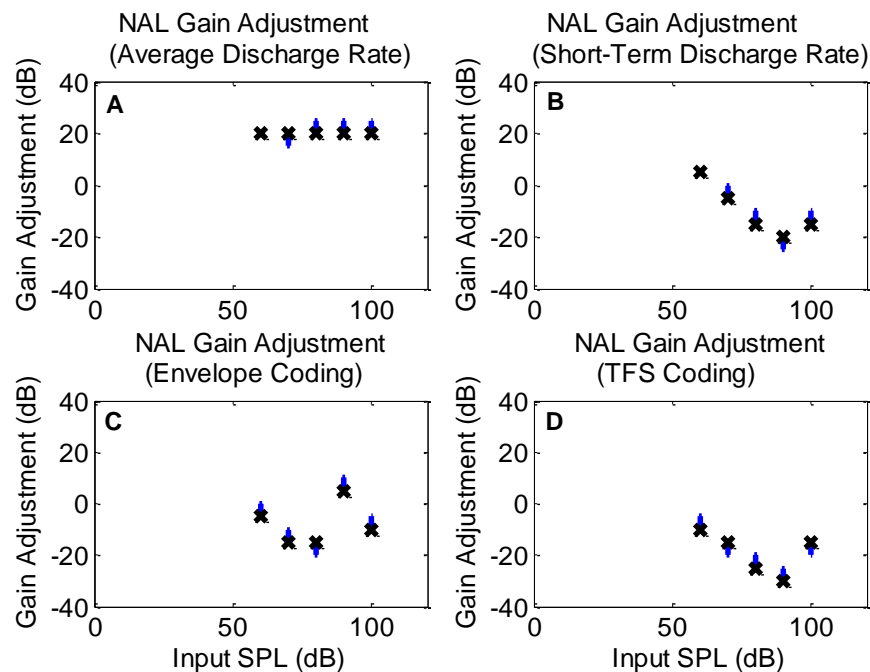 NAL Gain Adjustment
(Average Discharge Rate)
Gain Adjustment (dB)
40
20
0
-20
-40
A
0
50
100
NAL Gain Adjustment
(Short-Term Discharge Rate)
Gain Adjustment (dB)
40
20
0
-20
-40
B
0
50
100
NAL Gain Adjustment
(Envelope Coding)
Gain Adjustment (dB)
40
20
0
-20
-40
C
0
50
100
Input SPL (dB)
NAL Gain Adjustment
(TFS Coding)
Gain Adjustment (dB)
40
20
0
-20
-40
D
0
50
100
Input SPL (dB)